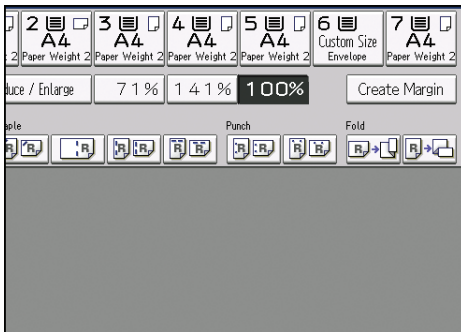 2 3 4 5 6 7
A4 A4 A4 A4 Custom Size A4
2 Paper Weight 2 Paper Weight 2 Paper Weight 2 Paper Weight 2 Envelope Paper Weight 2
duce / Enlarge 71% 141% 100% Create Margin
aple Punch Fold
R R R R R R R R R R R R R